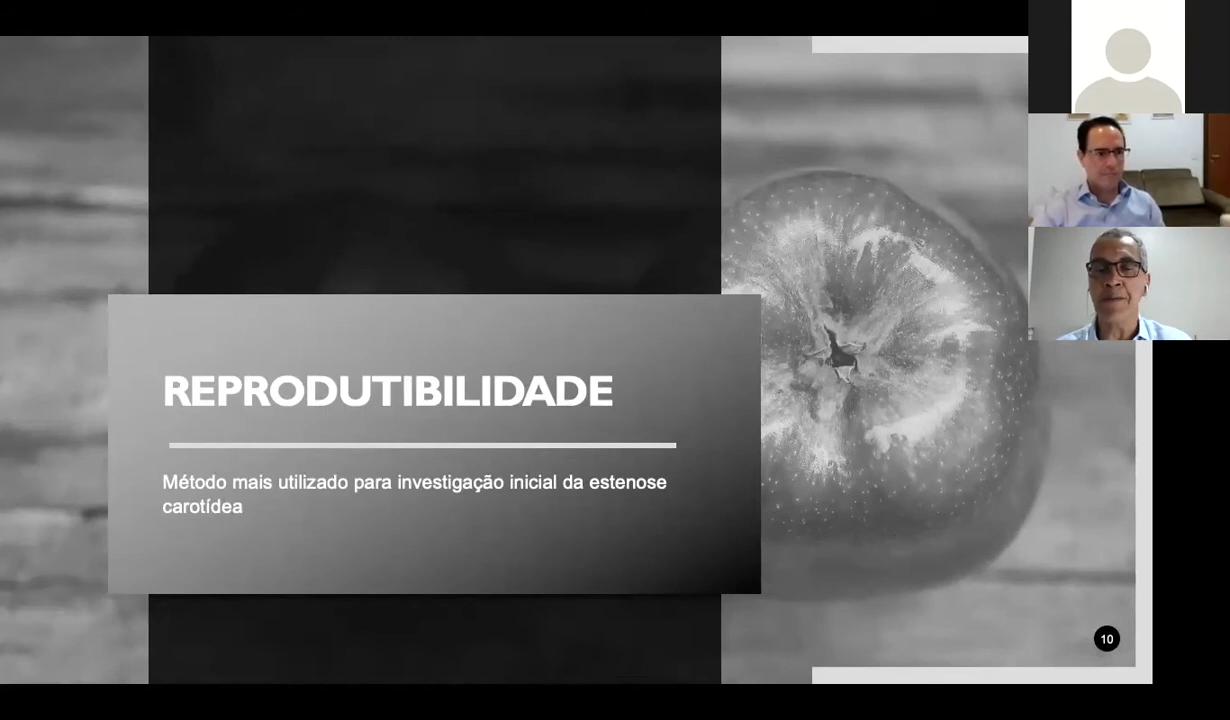 REPRODUTIBILIDADE
Método mais utilizado para investigação inicial da estenose
carotídea
10